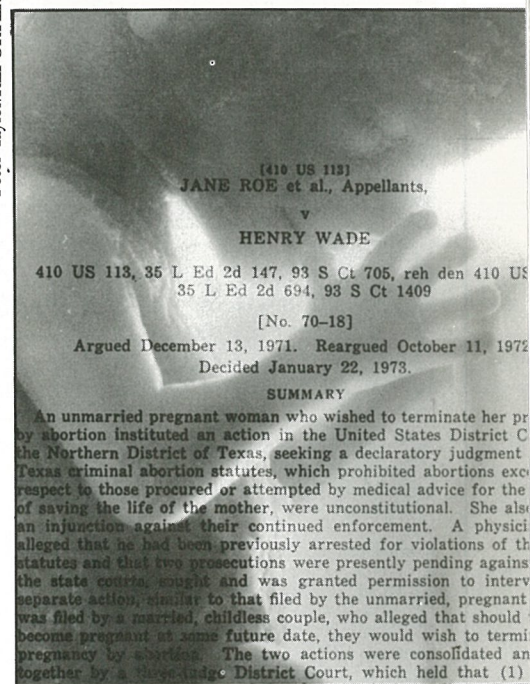 [410 US 113]
JANE ROE et al., Appellants,
v
HENRY WADE
410 US 113, 35 L Ed 2d 147, 93 S Ct 705, reh den 410 US
35 L Ed 2d 694, 93 S Ct 1409
[No. 70–18]
Argued December 13, 1971. Reargued October 11, 1972
Decided January 22, 1973.
SUMMARY
An unmarried pregnant woman who wished to terminate her pr
by abortion instituted an action in the United States District C
the Northern District of Texas, seeking a declaratory judgment
Texas criminal abortion statutes, which prohibited abortions exc
respect to those procured or attempted by medical advice for the
of saving the life of the mother, were unconstitutional. She als
an injunction against their continued enforcement. A physici
alleged that he had been previously arrested for violations of th
statutes and that two prosecutions were presently pending agains
the state courts, sought and was granted permission to interv
separate action, similar to that filed by the unmarried, pregnant
was filed by a married, childless couple, who alleged that should
become pregnant at some future date, they would wish to termi
pregnancy by abortion. The two actions were consolidated an
together by a three-judge District Court, which held that (1)